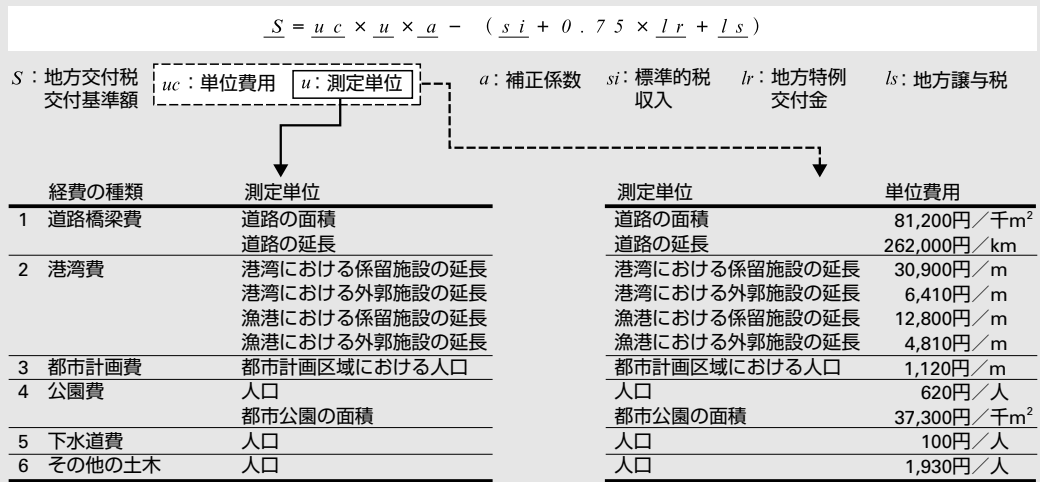 S = uc × u × a − (si + 0.75 × lr + ls)
S：地方交付税交付基準額 uc：単位費用 u：測定単位 a：補正係数 si：標準的税収入 lr：地方特例交付金 ls：地方譲与税
経費の種類 測定単位 測定単位 単位費用
1 道路橋梁費 道路の面積 道路の面積 81,200円／千m²
道路の延長 道路の延長 262,000円／km
2 港湾費 港湾における係留施設の延長 港湾における係留施設の延長 30,900円／m
港湾における外郭施設の延長 港湾における外郭施設の延長 6,410円／m
漁港における係留施設の延長 漁港における係留施設の延長 12,800円／m
漁港における外郭施設の延長 漁港における外郭施設の延長 4,810円／m
3 都市計画費 都市計画区域における人口 都市計画区域における人口 1,120円／m
4 公園費 人口 人口 620円／人
都市公園の面積 都市公園の面積 37,300円／千m²
5 下水道費 人口 人口 100円／人
6 その他の土木 人口 人口 1,930円／人